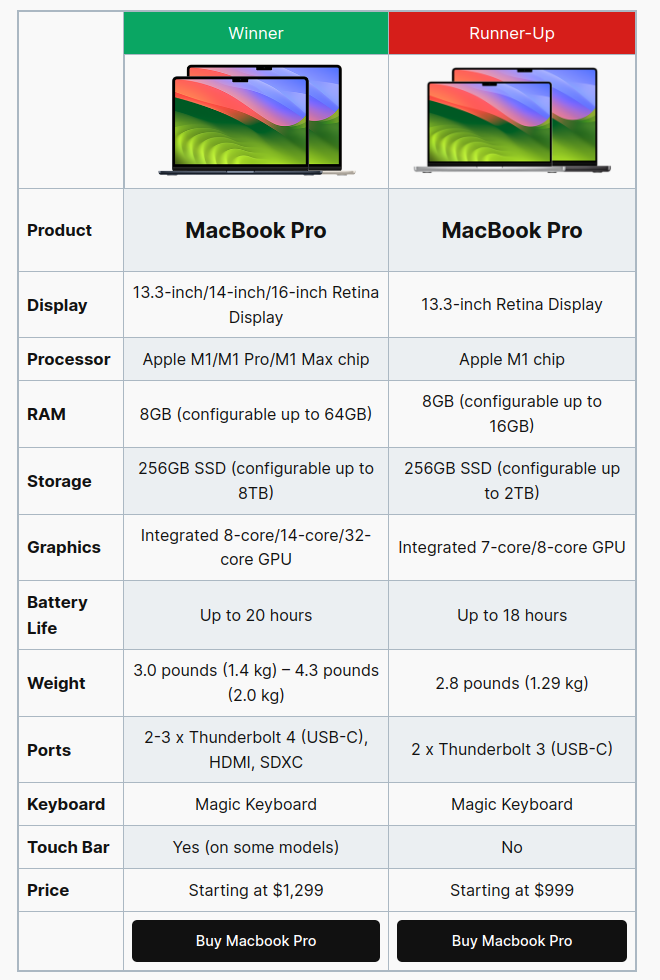 Winner Runner-Up
Product MacBook Pro MacBook Pro
13.3-inch/14-inch/16-inch Retina
Display 13.3-inch Retina Display
Display
Processor Apple M1/M1 Pro/M1 Max chip Apple M1 chip
RAM 8GB (configurable up to 64GB) 8GB (configurable up to
16GB)
Storage 256GB SSD (configurable up to 256GB SSD (configurable up
8TB) to 2TB)
Graphics Integrated 8-core/14-core/32- Integrated 7-core/8-core GPU
core GPU
Battery Up to 20 hours Up to 18 hours
Life
Weight 3.0 pounds (1.4 kg) – 4.3 pounds 2.8 pounds (1.29 kg)
(2.0 kg)
Ports 2-3 x Thunderbolt 4 (USB-C), 2 x Thunderbolt 3 (USB-C)
HDMI, SDXC
Keyboard Magic Keyboard Magic Keyboard
Touch Bar Yes (on some models) No
Price Starting at $1,299 Starting at $999
Buy Macbook Pro Buy Macbook Pro